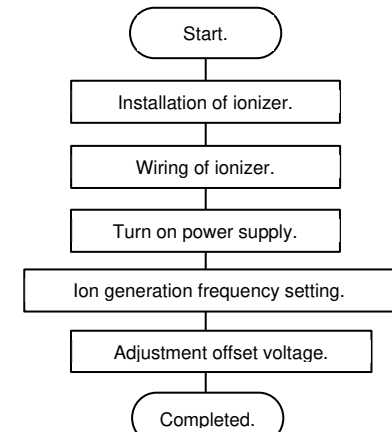 Start.
Installation of ionizer.
Wiring of ionizer.
Turn on power supply.
Ion generation frequency setting.
Adjustment offset voltage.
Completed.